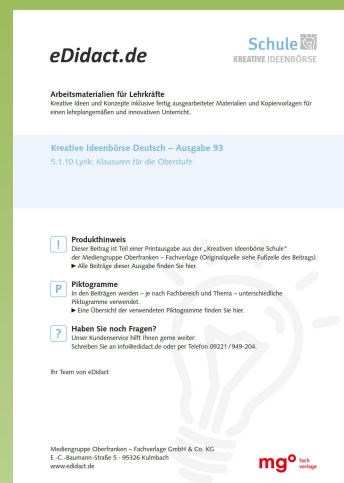 eDidact.de
Schule
KREATIVE IDEENBÖRSE
Arbeitsmaterialien für Lehrkräfte
Kreative Ideen und Konzepte inklusive fertig ausgearbeiteter Materialien und Kopiervorlagen für
einen lehrplangemäßen und innovativen Unterricht.
Kreative Ideenbörse Deutsch – Ausgabe 93
5.1.10 Lyrik: Klausuren für die Oberstufe
!
Produkthinweis
Dieser Beitrag ist Teil einer Printausgabe aus der „Kreativen Ideenbörse Schule“
der Mediengruppe Oberfranken – Fachverlage (Originalquelle siehe Fußzeile des Beitrags)
► Alle Beiträge dieser Ausgabe finden Sie hier.
P
Piktogramme
In den Beiträgen werden – je nach Fachbereich und Thema – unterschiedliche
Piktogramme verwendet.
► Eine Übersicht der verwendeten Piktogramme finden Sie hier.
?
Haben Sie noch Fragen?
Unser Kundenservice hilft Ihnen gerne weiter:
Schreiben Sie an info@edidact.de oder per Telefon 09221 / 949-204.
Ihr Team von eDidact
Mediengruppe Oberfranken – Fachverlage GmbH & Co. KG
E.-C.-Baumann-Straße 5 · 95326 Kulmbach
www.edidact.de
mgo fach
verlage